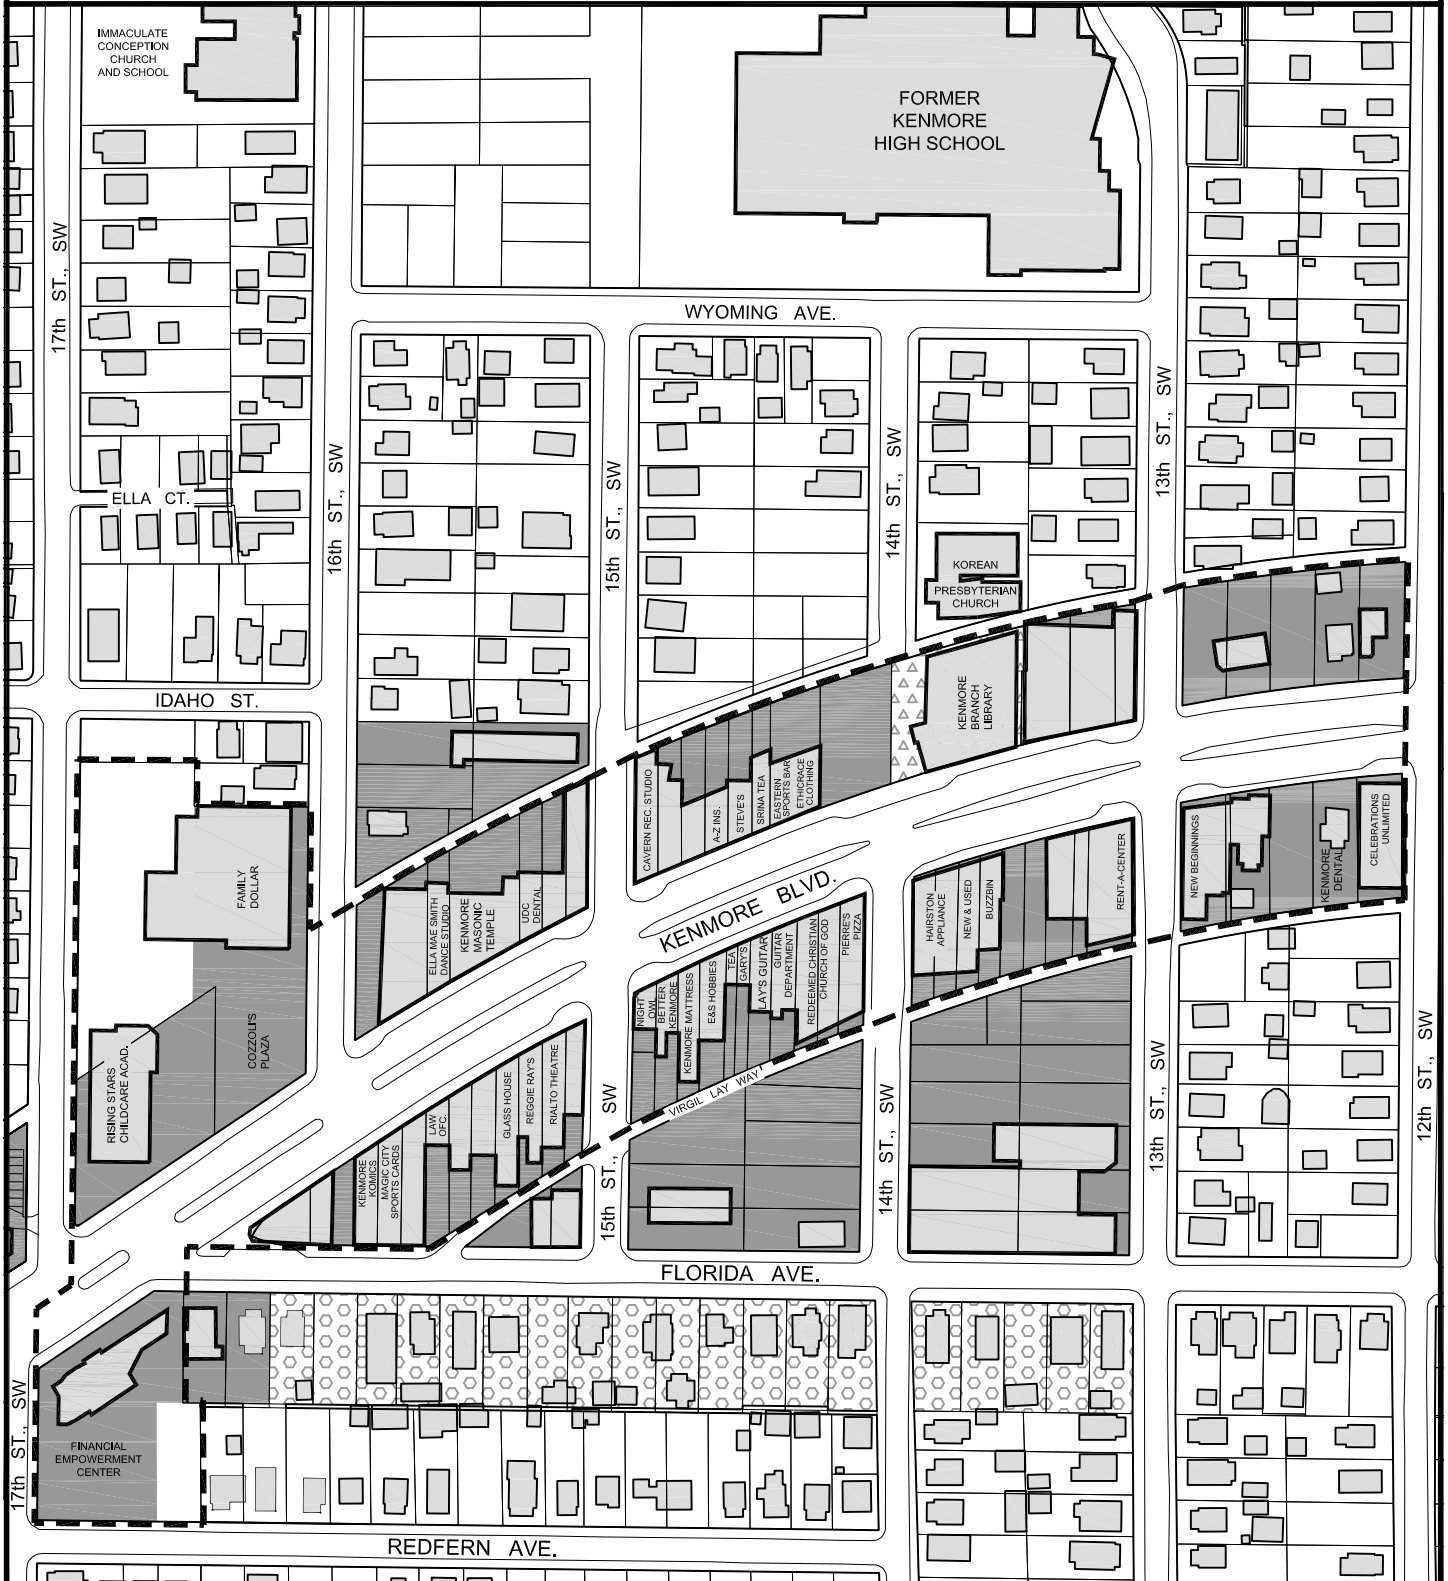 IMMACULATE
CONCEPTION
CHURCH
AND SCHOOL
FORMER
KENMORE
HIGH SCHOOL
17th ST., SW
WYOMING AVE.
13th ST., SW
16th ST., SW
15th ST., SW
14th ST., SW
ELLA CT.
KOREAN
PRESBYTERIAN
CHURCH
IDAHO ST.
KENMORE
BRANCH
LIBRARY
CAVERN REC. STUDIO
A-Z INS.
STEVE'S
SRINA TEA
EASTERN
SPORTS BAR
ETHICRACE
CLOTHING
FAMILY
DOLLAR
ELLA MAE SMITH
DANCE STUDIO
KENMORE
MASONIC
TEMPLE
UDC
DENTAL
KENMORE BLVD.
HAIRSTON
APPLIANCE
NEW & USED
BUZZBIN
RENT-A-CENTER
NEW BEGINNINGS
KENMORE
DENTAL
CELEBRATIONS
UNLIMITED
NIGHT
OWL
BETTER
KENMORE
KENMORE MATTRESS
E&S HOBBIES
TEA
GARY'S
LAY'S GUITAR
GUITAR
DEPARTMENT
REDEEMED CHRISTIAN
CHURCH OF GOD
PIERRE'S
PIZZA
COZZOLI'S
PLAZA
RISING STARS
CHILDCARE ACAD.
VIRGIL LAY WAY
KENMORE
KOMICS
MAGIC CITY
SPORTS CARDS
LAW
OFC.
GLASS HOUSE
REGGIE RAY'S
RIALTO THEATRE
15th ST., SW
14th ST., SW
13th ST., SW
12th ST., SW
FLORIDA AVE.
17th ST., SW
FINANCIAL
EMPOWERMENT
CENTER
REDFERN AVE.